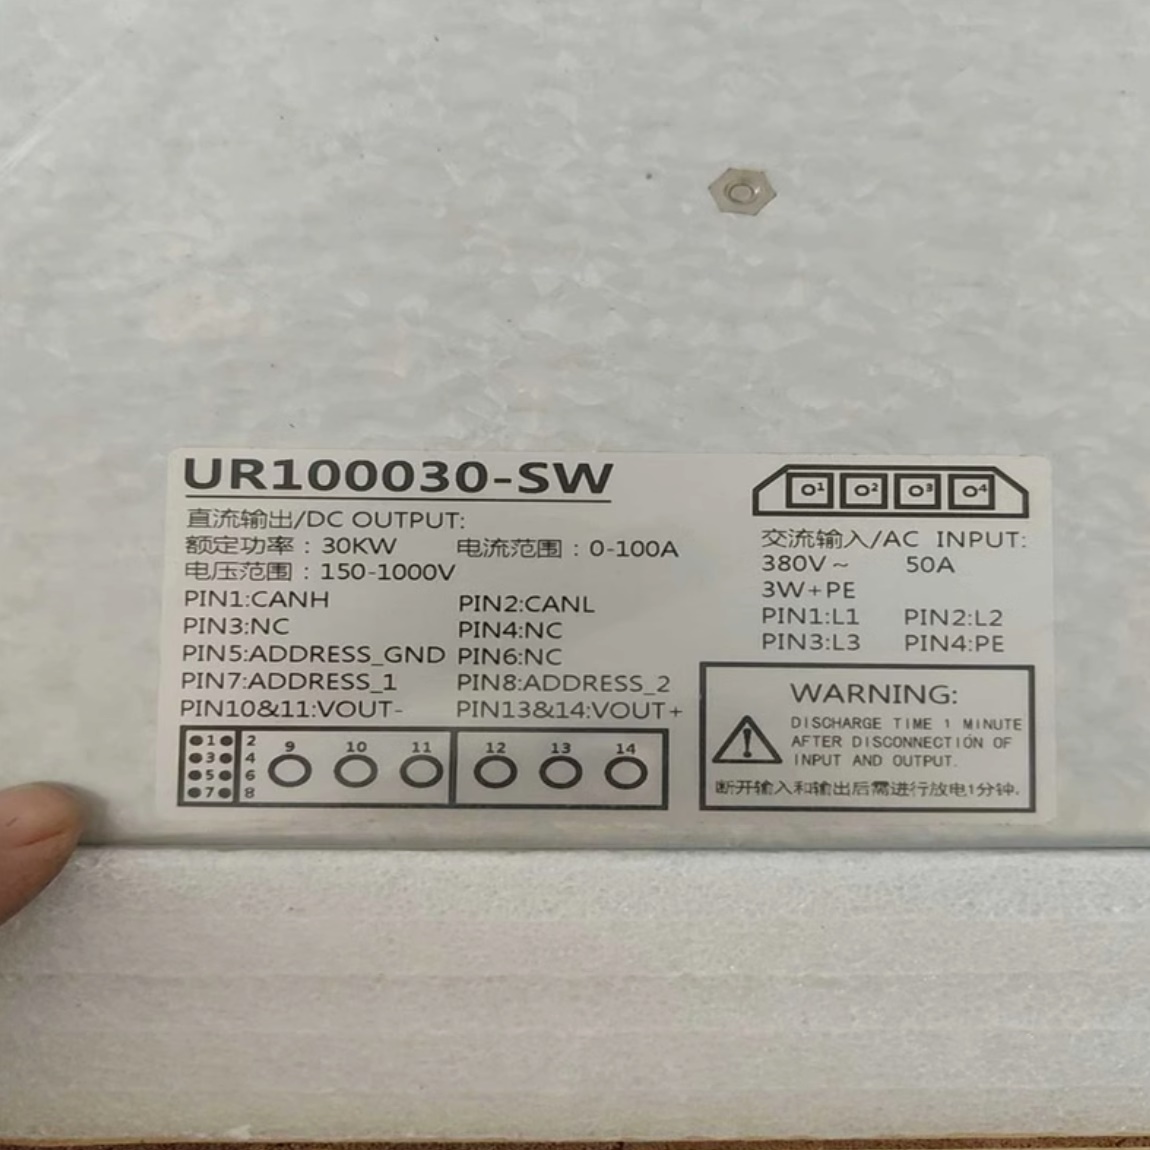 UR100030-SW
直流输出/DC OUTPUT:
额定功率：30KW 电流范围：0-100A
电压范围：150-1000V
PIN1:CANH PIN2:CANL
PIN3:NC PIN4:NC
PIN5:ADDRESS_GND PIN6:NC
PIN7:ADDRESS_1 PIN8:ADDRESS_2
PIN10&11:VOUT- PIN13&14:VOUT+
1 2
3 4
5 6
7 8
9 10 11 12 13 14
1 2 3 4
交流输入/AC INPUT:
380V~ 50A
3W+PE
PIN1:L1 PIN2:L2
PIN3:L3 PIN4:PE
WARNING:
DISCHARGE TIME 1 MINUTE
AFTER DISCONNECTION OF
INPUT AND OUTPUT.
断开输入和输出后需进行放电1分钟.